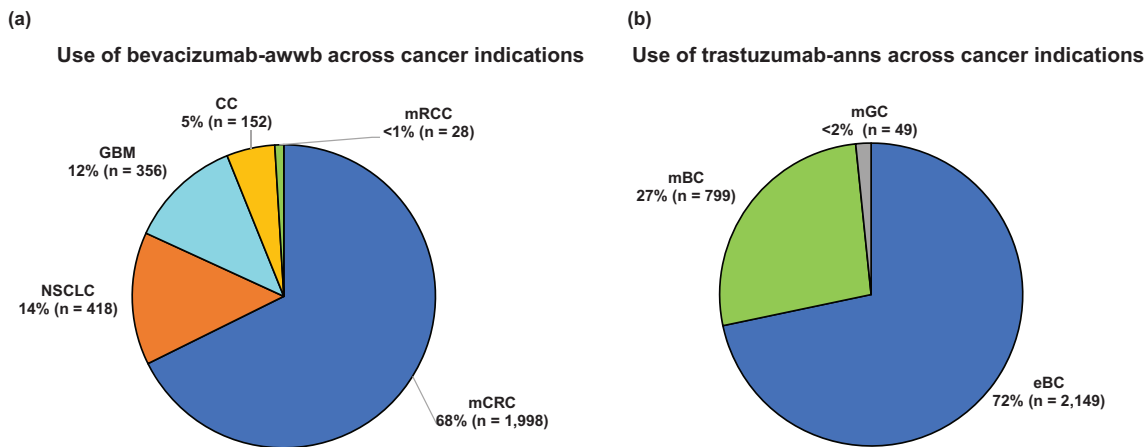 (a)
Use of bevacizumab-awwb across cancer indications
CC
5% (n = 152)
mRCC
<1% (n = 28)
GBM
12% (n = 356)
NSCLC
14% (n = 418)
mCRC
68% (n = 1,998)
(b)
Use of trastuzumab-anns across cancer indications
mGC
<2% (n = 49)
mBC
27% (n = 799)
eBC
72% (n = 2,149)